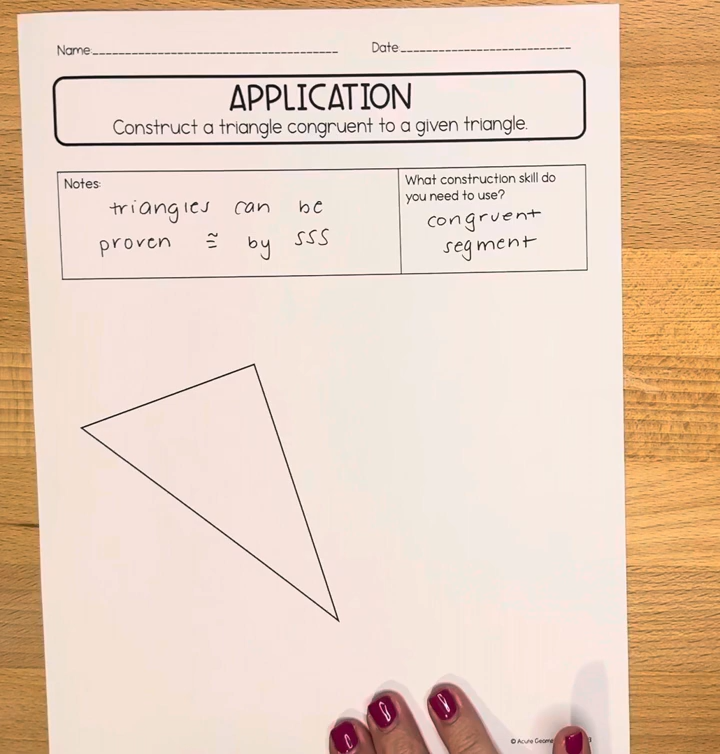 Name: Date:
APPLICATION
Construct a triangle congruent to a given triangle.
Notes:
triangles can be
proven ≅ by SSS
What construction skill do
you need to use?
congruent
segment
© Acute